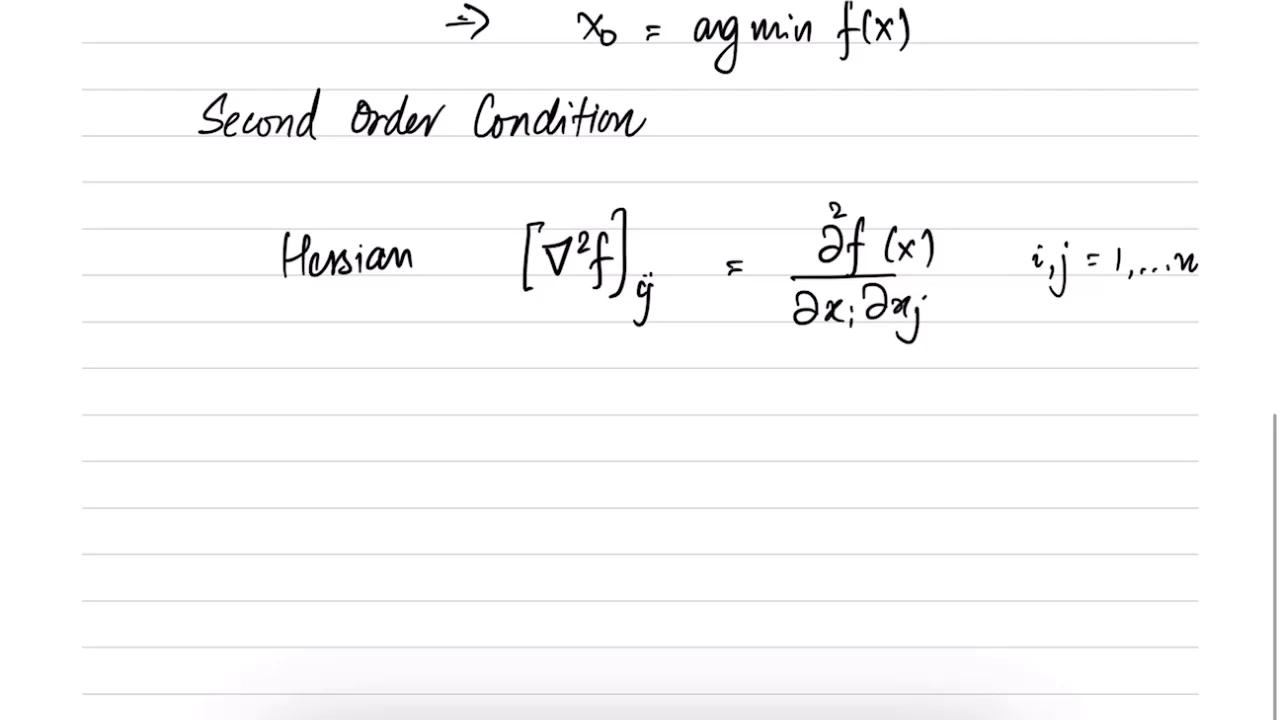 ⇒ x₀ = arg min f(x)
Second Order Condition
Hessian [∇²f]ᵢⱼ = ∂²f(x) / ∂xᵢ ∂xⱼ i,j = 1,...n